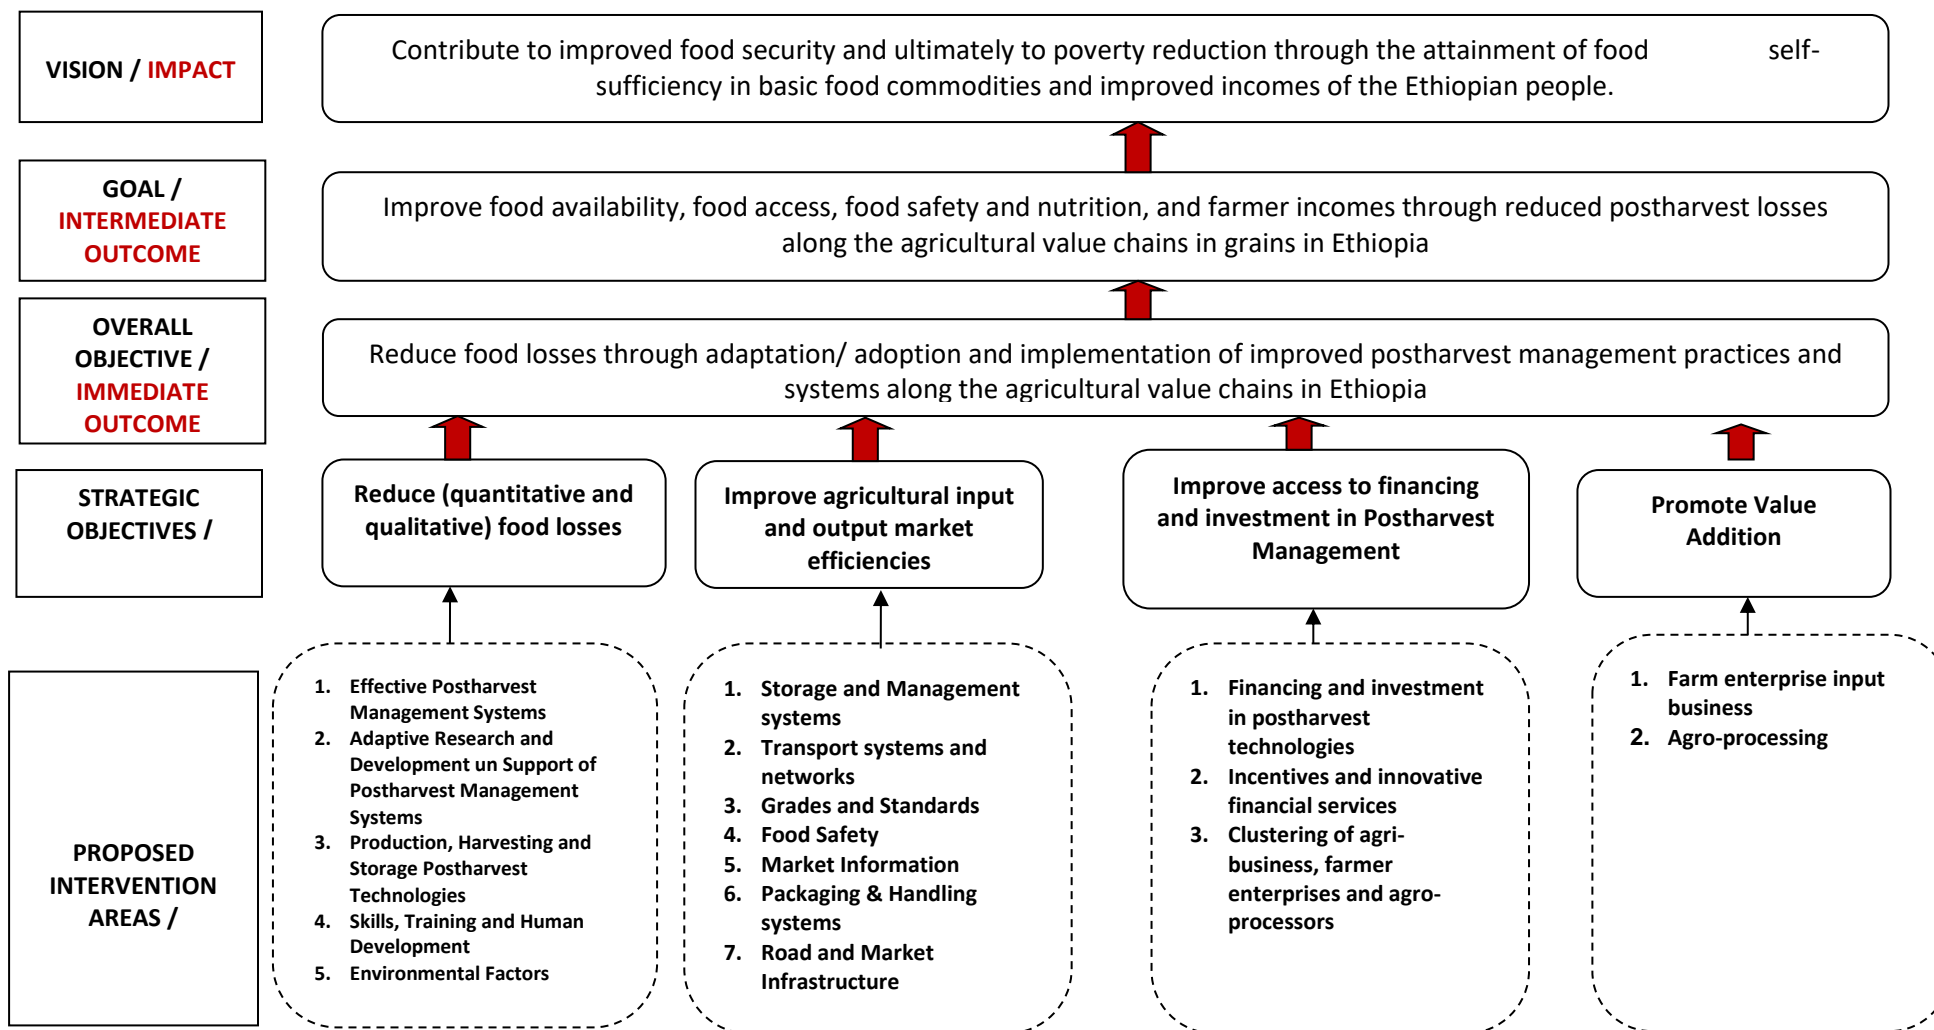 VISION / IMPACT
Contribute to improved food security and ultimately to poverty reduction through the attainment of food self-
sufficiency in basic food commodities and improved incomes of the Ethiopian people.
GOAL /
INTERMEDIATE
OUTCOME
Improve food availability, food access, food safety and nutrition, and farmer incomes through reduced postharvest losses
along the agricultural value chains in grains in Ethiopia
OVERALL
OBJECTIVE /
IMMEDIATE
OUTCOME
Reduce food losses through adaptation/ adoption and implementation of improved postharvest management practices and
systems along the agricultural value chains in Ethiopia
STRATEGIC
OBJECTIVES /
Reduce (quantitative and
qualitative) food losses
Improve agricultural input
and output market
efficiencies
Improve access to financing
and investment in Postharvest
Management
Promote Value
Addition
PROPOSED
INTERVENTION
AREAS /
1. Effective Postharvest
Management Systems
2. Adaptive Research and
Development un Support of
Postharvest Management
Systems
3. Production, Harvesting and
Storage Postharvest
Technologies
4. Skills, Training and Human
Development
5. Environmental Factors
1. Storage and Management
systems
2. Transport systems and
networks
3. Grades and Standards
4. Food Safety
5. Market Information
6. Packaging & Handling
systems
7. Road and Market
Infrastructure
1. Financing and investment
in postharvest
technologies
2. Incentives and innovative
financial services
3. Clustering of agri-
business, farmer
enterprises and agro-
processors
1. Farm enterprise input
business
2. Agro-processing